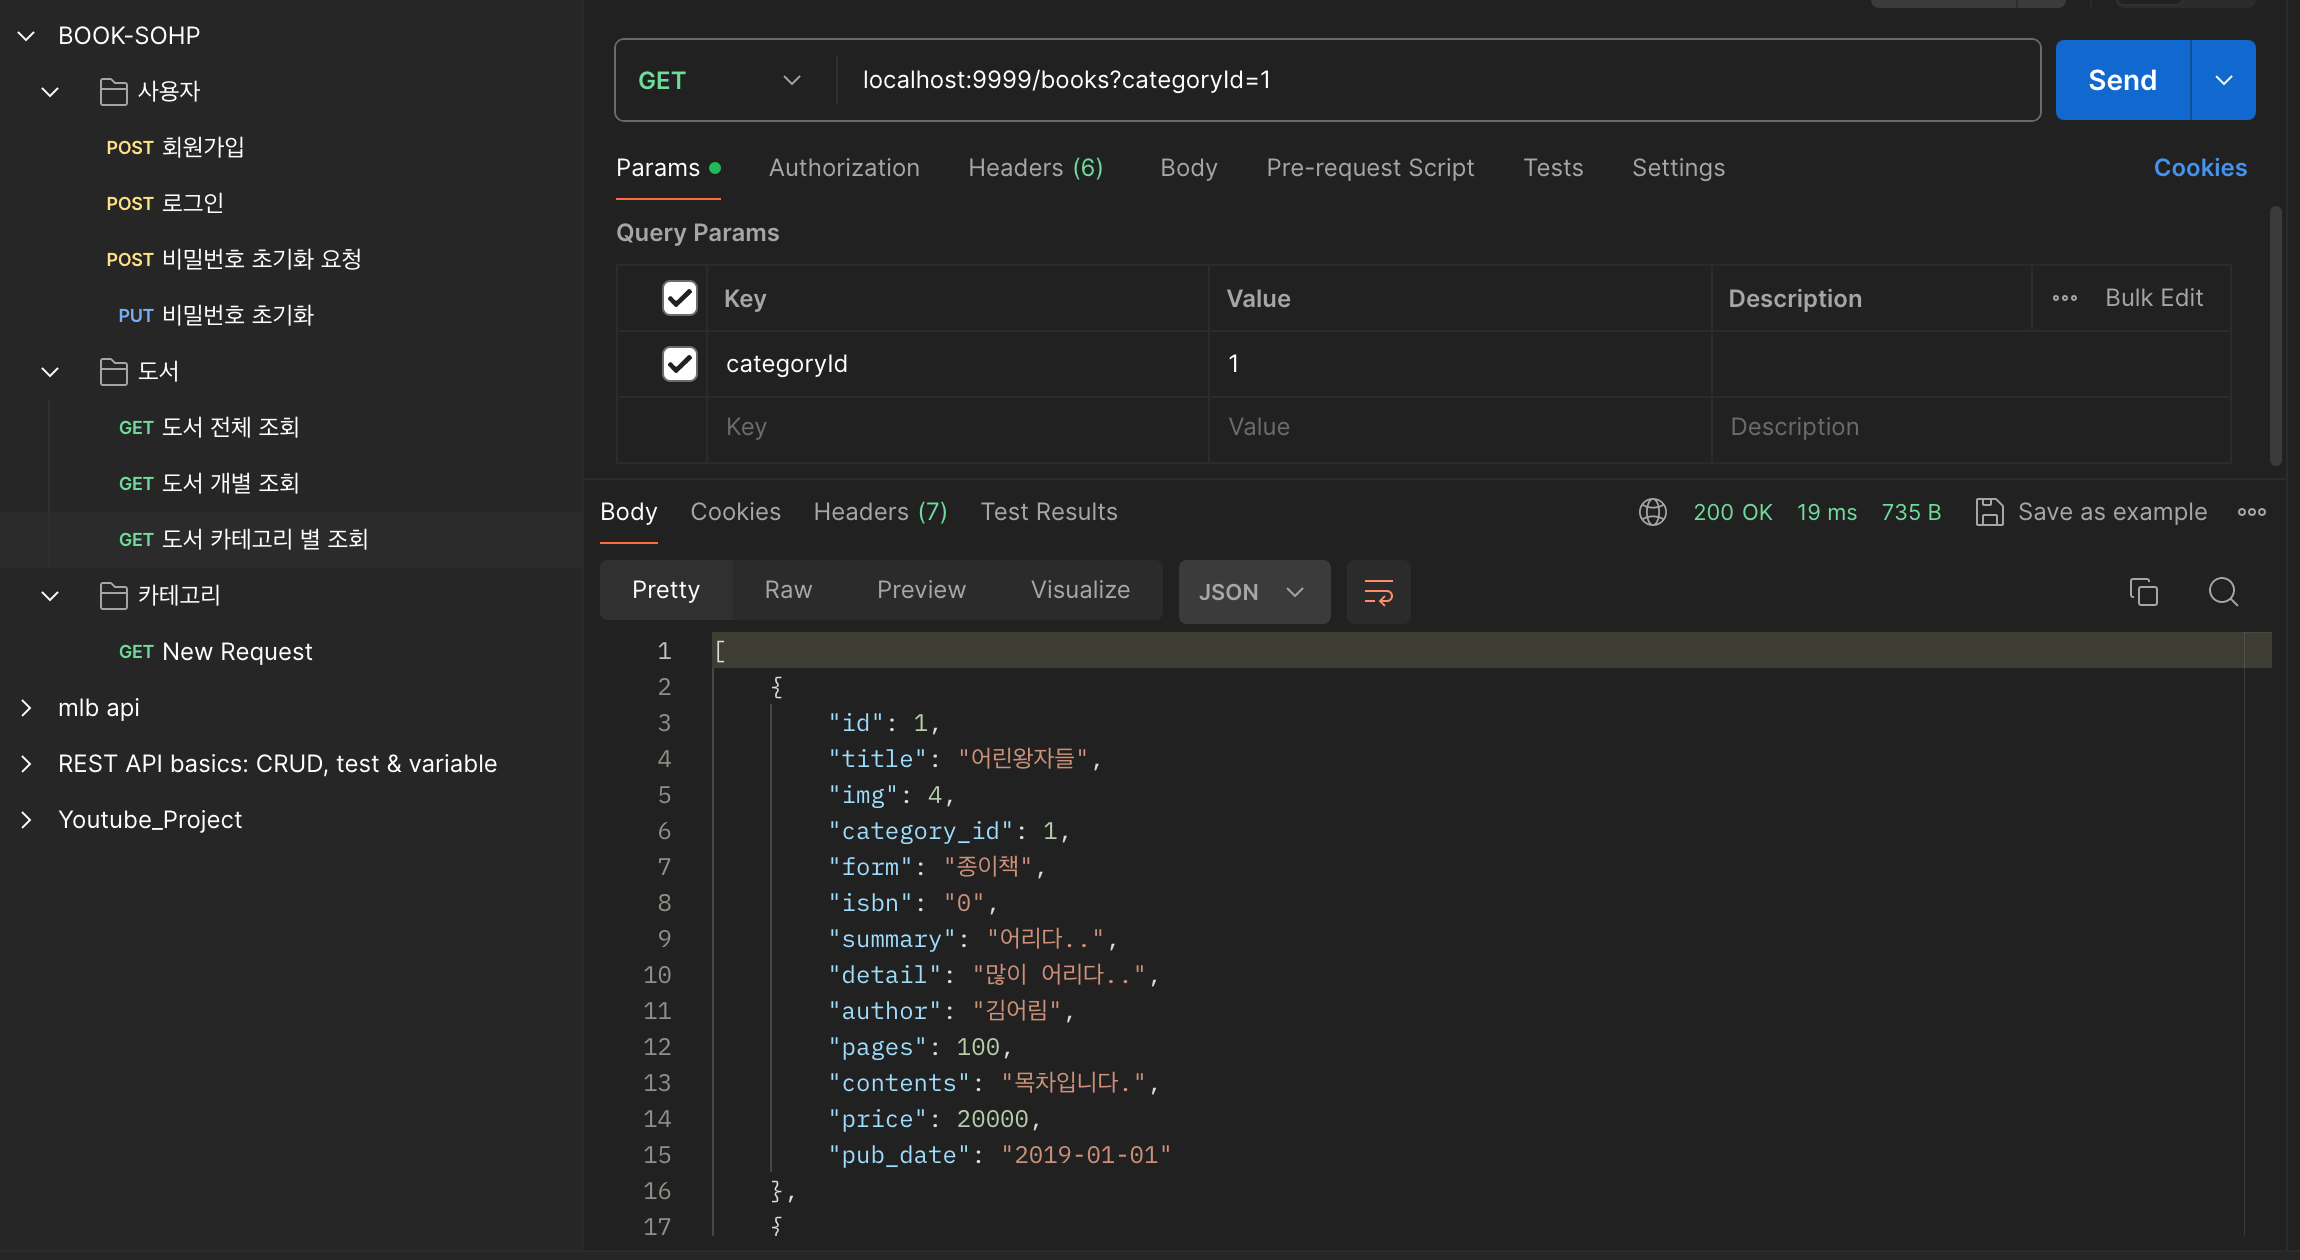 BOOK-SOHP
사용자
POST 회원가입
POST 로그인
POST 비밀번호 초기화 요청
PUT 비밀번호 초기화
도서
GET 도서 전체 조회
GET 도서 개별 조회
GET 도서 카테고리 별 조회
카테고리
GET New Request
mlb api
REST API basics: CRUD, test & variable
Youtube_Project
GET localhost:9999/books?categoryId=1 Send
Params Authorization Headers (6) Body Pre-request Script Tests Settings Cookies
Query Params
Key Value Description Bulk Edit
categoryId 1
Key Value Description
Body Cookies Headers (7) Test Results 200 OK 19 ms 735 B Save as example
Pretty Raw Preview Visualize JSON
1 [
2 {
3 "id": 1,
4 "title": "어린왕자들",
5 "img": 4,
6 "category_id": 1,
7 "form": "종이책",
8 "isbn": "0",
9 "summary": "어리다..",
10 "detail": "많이 어리다..",
11 "author": "김어림",
12 "pages": 100,
13 "contents": "목차입니다.",
14 "price": 20000,
15 "pub_date": "2019-01-01"
16 },
17 {